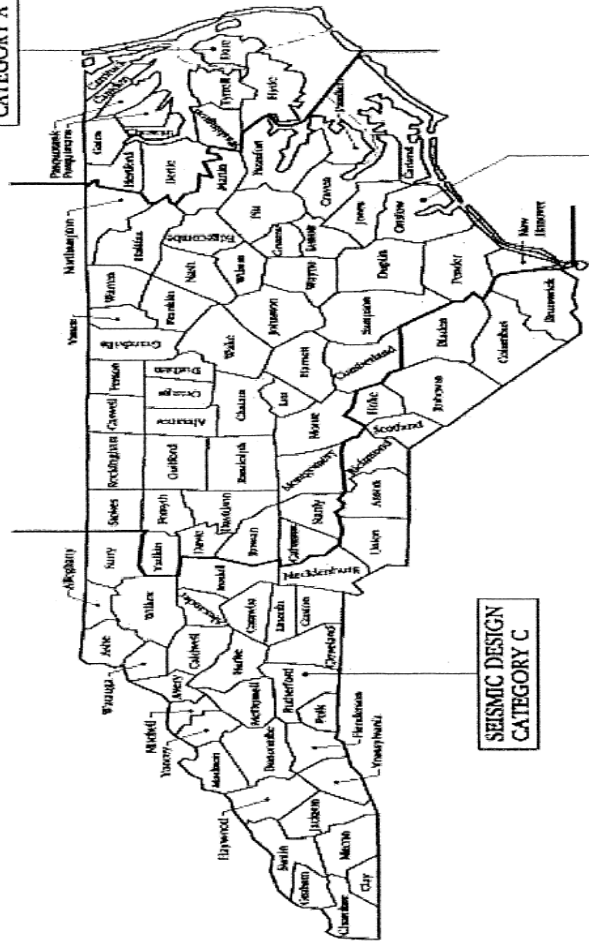 CATEGORY A
SEISMIC DESIGN
CATEGORY C
Alleghany
Ashe
Surry
Stokes
Rockingham
Caswell
Person
Granville
Vance
Warren
Northampton
Gates
Hertford
Halifax
Bertie
Camden
Currituck
Pasquotank
Perquimans
Watauga
Wilkes
Yadkin
Forsyth
Guilford
Alamance
Orange
Durham
Franklin
Nash
Edgecombe
Martin
Washington
Tyrrell
Dare
Mitchell
Yancey
Avery
Caldwell
Alexander
Iredell
Davie
Davidson
Randolph
Chatham
Wake
Wilson
Pitt
Beaufort
Hyde
Madison
Haywood
Buncombe
McDowell
Burke
Catawba
Rowan
Lincoln
Cabarrus
Stanly
Montgomery
Moore
Lee
Harnett
Johnston
Wayne
Greene
Lenoir
Craven
Pamlico
Swain
Graham
Cherokee
Clay
Macon
Jackson
Henderson
Polk
Rutherford
Cleveland
Gaston
Mecklenburg
Union
Anson
Richmond
Scotland
Hoke
Cumberland
Sampson
Duplin
Jones
Onslow
Robeson
Bladen
Pender
Columbus
Brunswick
New
Hanover